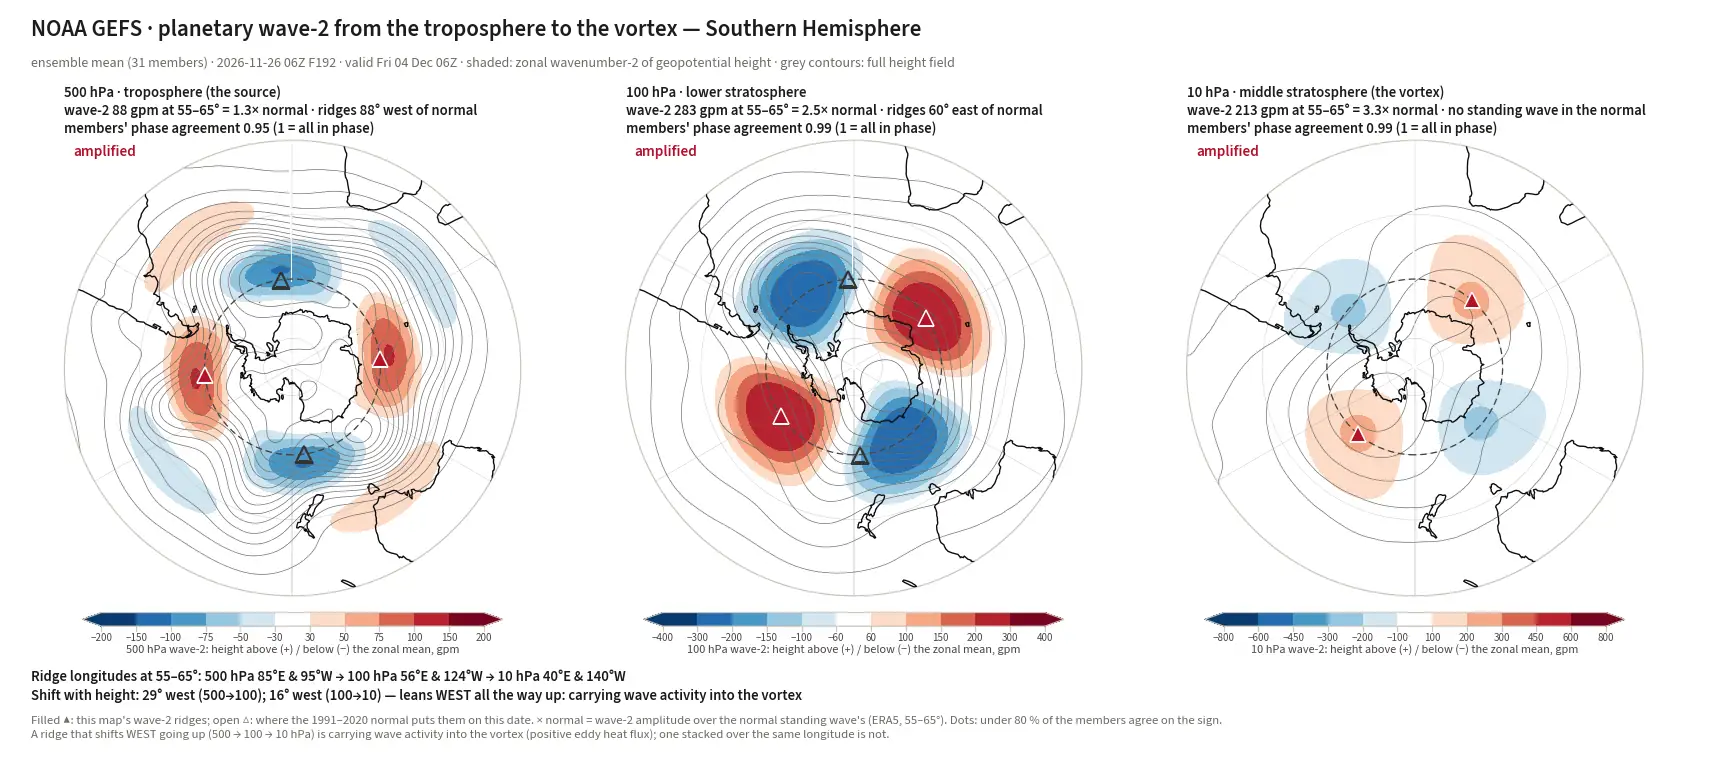 NOAA GEFS · planetary wave-2 from the troposphere to the vortex — Southern Hemisphere
ensemble mean (31 members) · 2026-11-26 06Z F192 · valid Fri 04 Dec 06Z · shaded: zonal wavenumber-2 of geopotential height · grey contours: full height field
500 hPa · troposphere (the source)
wave-2 88 gpm at 55–65° = 1.3× normal · ridges 88° west of normal
members' phase agreement 0.95 (1 = all in phase)
amplified
100 hPa · lower stratosphere
wave-2 283 gpm at 55–65° = 2.5× normal · ridges 60° east of normal
members' phase agreement 0.99 (1 = all in phase)
amplified
10 hPa · middle stratosphere (the vortex)
wave-2 213 gpm at 55–65° = 3.3× normal · no standing wave in the normal
members' phase agreement 0.99 (1 = all in phase)
amplified
−200 −150 −100 −75 −50 −30 30 50 75 100 150 200
500 hPa wave-2: height above (+) / below (−) the zonal mean, gpm
−400 −300 −200 −150 −100 −60 60 100 150 200 300 400
100 hPa wave-2: height above (+) / below (−) the zonal mean, gpm
−800 −600 −450 −300 −200 −100 100 200 300 450 600 800
10 hPa wave-2: height above (+) / below (−) the zonal mean, gpm
Ridge longitudes at 55–65°: 500 hPa 85°E & 95°W → 100 hPa 56°E & 124°W → 10 hPa 40°E & 140°W
Shift with height: 29° west (500→100); 16° west (100→10) — leans WEST all the way up: carrying wave activity into the vortex
Filled ▲: this map's wave-2 ridges; open △: where the 1991–2020 normal puts them on this date. × normal = wave-2 amplitude over the normal standing wave's (ERA5, 55–65°). Dots: under 80 % of the members agree on the sign.
A ridge that shifts WEST going up (500 → 100 → 10 hPa) is carrying wave activity into the vortex (positive eddy heat flux); one stacked over the same longitude is not.